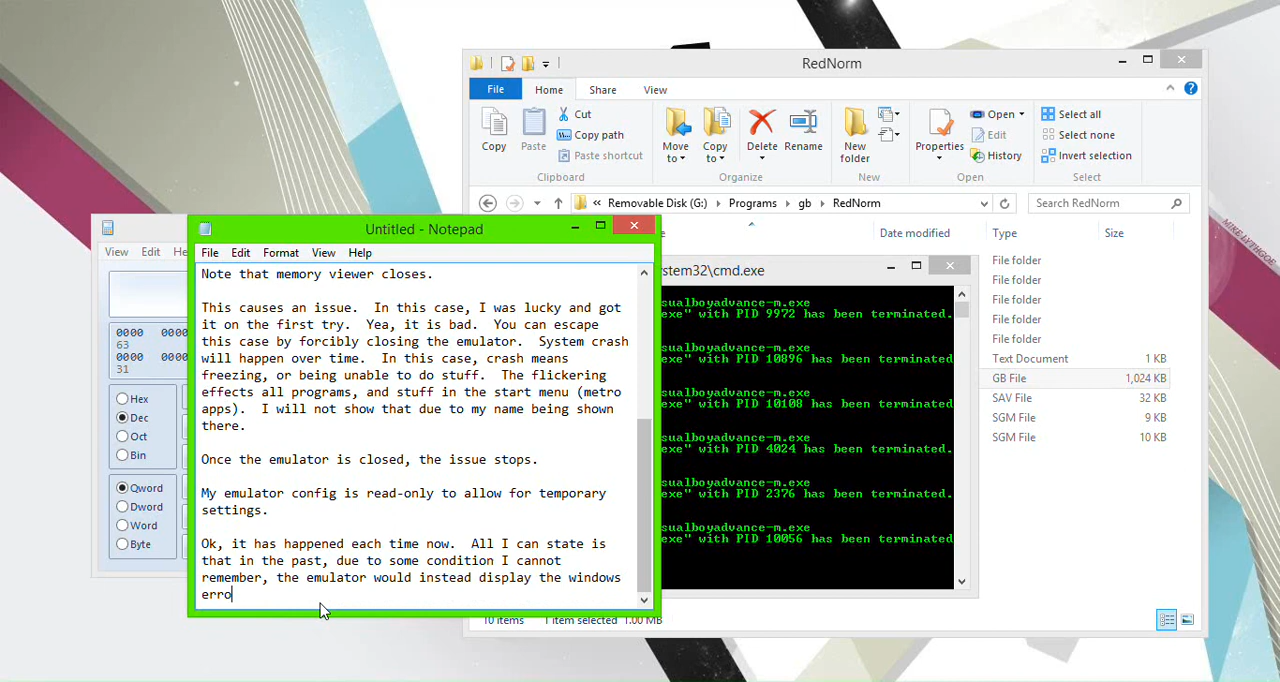 RedNorm
File
Home
Share
View
Copy
Paste
Cut
Copy path
Paste shortcut
Clipboard
Move to
Copy to
Delete
Rename
Organize
New folder
New
Properties
Open
Edit
History
Open
Select all
Select none
Invert selection
Select
« Removable Disk (G:) Programs gb RedNorm
Search RedNorm
Date modified
Type
Size
File folder
File folder
File folder
File folder
File folder
Text Document 1 KB
GB File 1,024 KB
SAV File 32 KB
SGM File 9 KB
SGM File 10 KB
10 items 1 item selected 1.00 MB
MIKE LYTHGOE
stem32\cmd.exe
sualboyadvance-m.exe
exe" with PID 9972 has been terminated.
sualboyadvance-m.exe
exe" with PID 10896 has been terminated
sualboyadvance-m.exe
exe" with PID 10108 has been terminated
sualboyadvance-m.exe
exe" with PID 4024 has been terminated.
sualboyadvance-m.exe
exe" with PID 2376 has been terminated.
sualboyadvance-m.exe
exe" with PID 10056 has been terminated
View Edit He
0000 0000
63
0000 0000
31
Hex
Dec
Oct
Bin
Qword
Dword
Word
Byte
Untitled - Notepad
File Edit Format View Help
Note that memory viewer closes.
This causes an issue.  In this case, I was lucky and got
it on the first try.  Yea, it is bad.  You can escape
this case by forcibly closing the emulator.  System crash
will happen over time.  In this case, crash means
freezing, or being unable to do stuff.  The flickering
effects all programs, and stuff in the start menu (metro
apps).  I will not show that due to my name being shown
there.
Once the emulator is closed, the issue stops.
My emulator config is read-only to allow for temporary
settings.
Ok, it has happened each time now.  All I can state is
that in the past, due to some condition I cannot
remember, the emulator would instead display the windows
erro